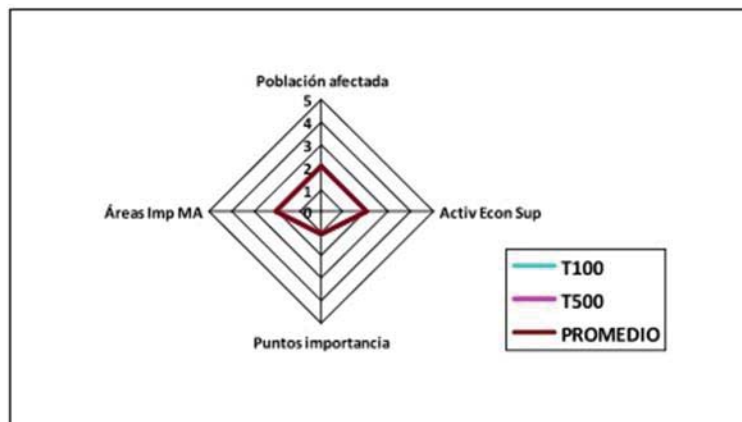 Población afectada
5
4
3
2
1
0
Áreas Imp MA
Activ Econ Sup
T100
T500
PROMEDIO
Puntos importancia